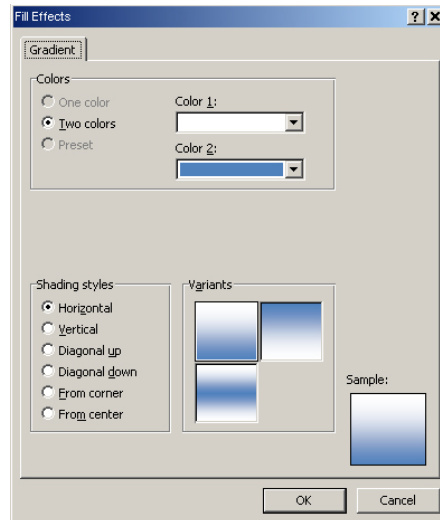 Fill Effects
Gradient
Colors
One color
Two colors
Preset
Color 1:
Color 2:
Shading styles
Horizontal
Vertical
Diagonal up
Diagonal down
From corner
From center
Variants
Sample:
OK
Cancel